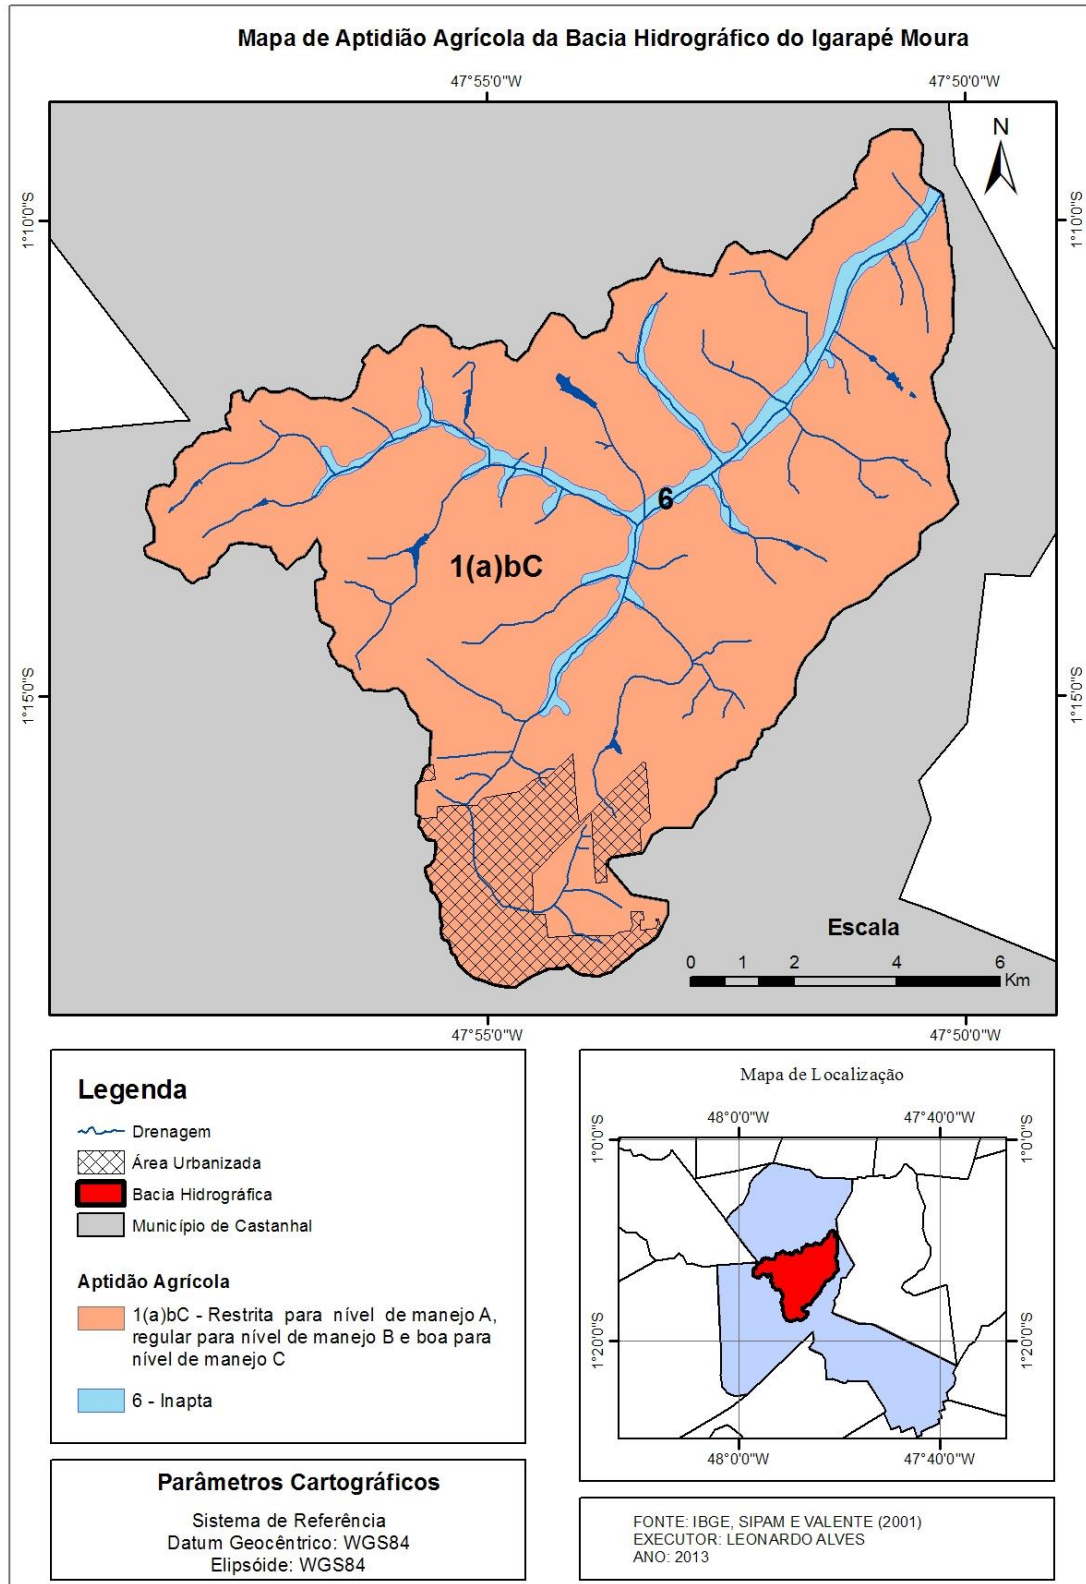 Mapa de Aptidião Agrícola da Bacia Hidrográfico do Igarapé Moura
47°55'0"W
47°50'0"W
N
1°10'0"S
1°10'0"S
6
1(a)bC
1°15'0"S
1°15'0"S
Escala
0 1 2 4 6
Km
47°55'0"W
47°50'0"W
Legenda
Drenagem
Área Urbanizada
Bacia Hidrográfica
Município de Castanhal
Aptidão Agrícola
1(a)bC - Restrita para nível de manejo A,
regular para nível de manejo B e boa para
nível de manejo C
6 - Inapta
Mapa de Localização
48°0'0"W
47°40'0"W
1°0'0"S
1°0'0"S
1°20'0"S
1°20'0"S
48°0'0"W
47°40'0"W
Parâmetros Cartográficos
Sistema de Referência
Datum Geocêntrico: WGS84
Elipsóide: WGS84
FONTE: IBGE, SIPAM E VALENTE (2001)
EXECUTOR: LEONARDO ALVES
ANO: 2013